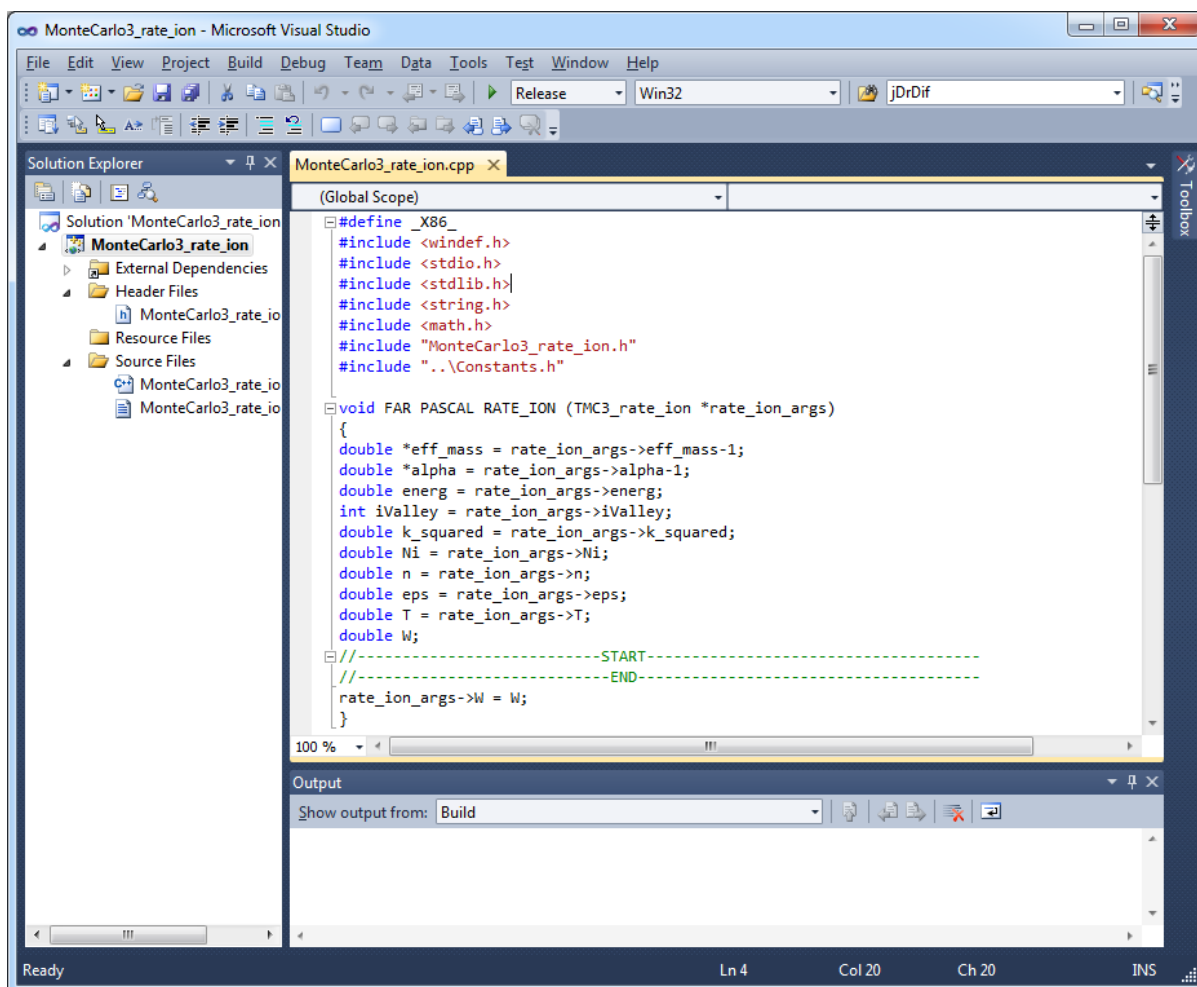 MonteCarlo3_rate_ion - Microsoft Visual Studio
File Edit View Project Build Debug Team Data Tools Test Window Help
Release Win32 jDrDif
Solution Explorer
MonteCarlo3_rate_ion.cpp
Toolbox
(Global Scope)
Solution 'MonteCarlo3_rate_ion
MonteCarlo3_rate_ion
External Dependencies
Header Files
MonteCarlo3_rate_io
Resource Files
Source Files
MonteCarlo3_rate_io
MonteCarlo3_rate_io
#define _X86_
#include <windef.h>
#include <stdio.h>
#include <stdlib.h>
#include <string.h>
#include <math.h>
#include "MonteCarlo3_rate_ion.h"
#include "..\Constants.h"
void FAR PASCAL RATE_ION (TMC3_rate_ion *rate_ion_args)
{
double *eff_mass = rate_ion_args->eff_mass-1;
double *alpha = rate_ion_args->alpha-1;
double energ = rate_ion_args->energ;
int iValley = rate_ion_args->iValley;
double k_squared = rate_ion_args->k_squared;
double Ni = rate_ion_args->Ni;
double n = rate_ion_args->n;
double eps = rate_ion_args->eps;
double T = rate_ion_args->T;
double W;
//---------------------------START-------------------------------------
//----------------------------END--------------------------------------
rate_ion_args->W = W;
}
100 %
Output
Show output from: Build
Ready Ln 4 Col 20 Ch 20 INS